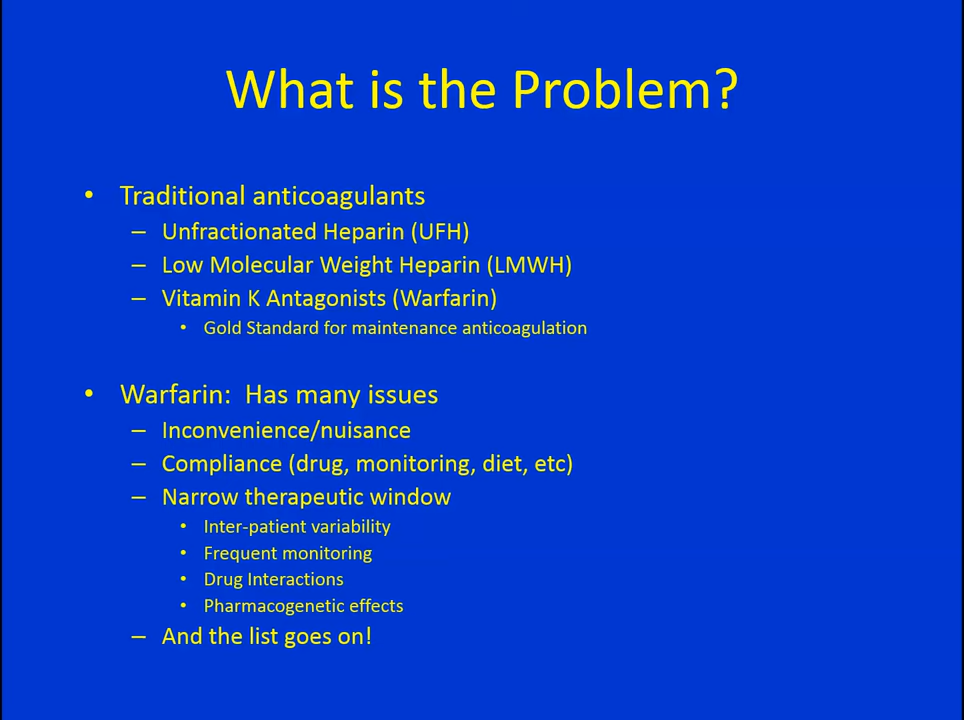 What is the Problem?
• Traditional anticoagulants
– Unfractionated Heparin (UFH)
– Low Molecular Weight Heparin (LMWH)
– Vitamin K Antagonists (Warfarin)
• Gold Standard for maintenance anticoagulation
• Warfarin:  Has many issues
– Inconvenience/nuisance
– Compliance (drug, monitoring, diet, etc)
– Narrow therapeutic window
• Inter-patient variability
• Frequent monitoring
• Drug Interactions
• Pharmacogenetic effects
– And the list goes on!